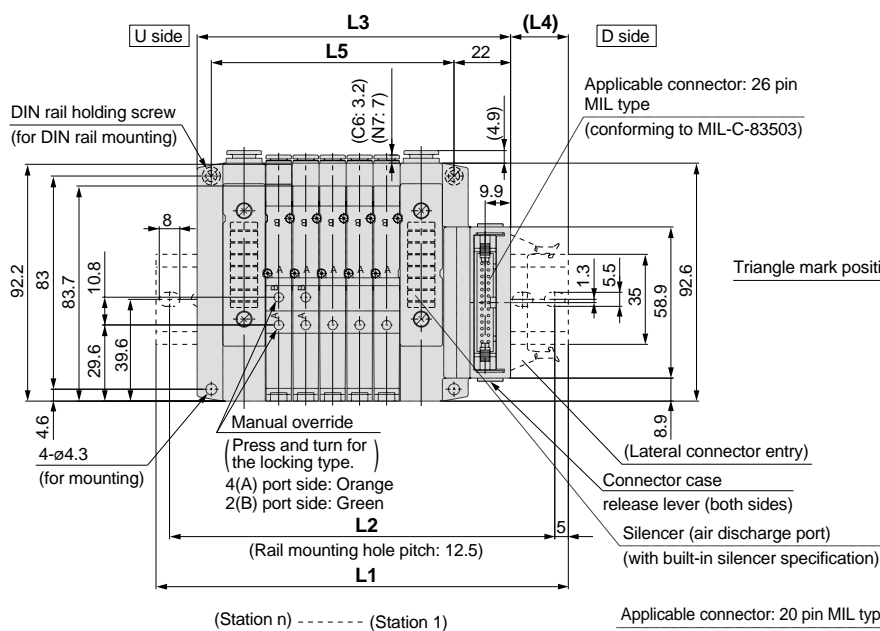 L3
(L4)
U side
D side
L5
22
Applicable connector: 26 pin
MIL type
(conforming to MIL-C-83503)
DIN rail holding screw
(for DIN rail mounting)
(C6: 3.2)
(N7: 7)
(4.9)
9.9
8
92.2
83
83.7
10.8
29.6
39.6
4.6
B B B B B
A A A A A
B B
A A
1.3
5.5
35
58.9
92.6
8.9
Triangle mark positi
Manual override
(Press and turn for
the locking type.)
4(A) port side: Orange
2(B) port side: Green
4-ø4.3
(for mounting)
(Lateral connector entry)
Connector case
release lever (both sides)
Silencer (air discharge port)
(with built-in silencer specification)
L2
5
(Rail mounting hole pitch: 12.5)
L1
(Station n) ------- (Station 1)
Applicable connector: 20 pin MIL typ